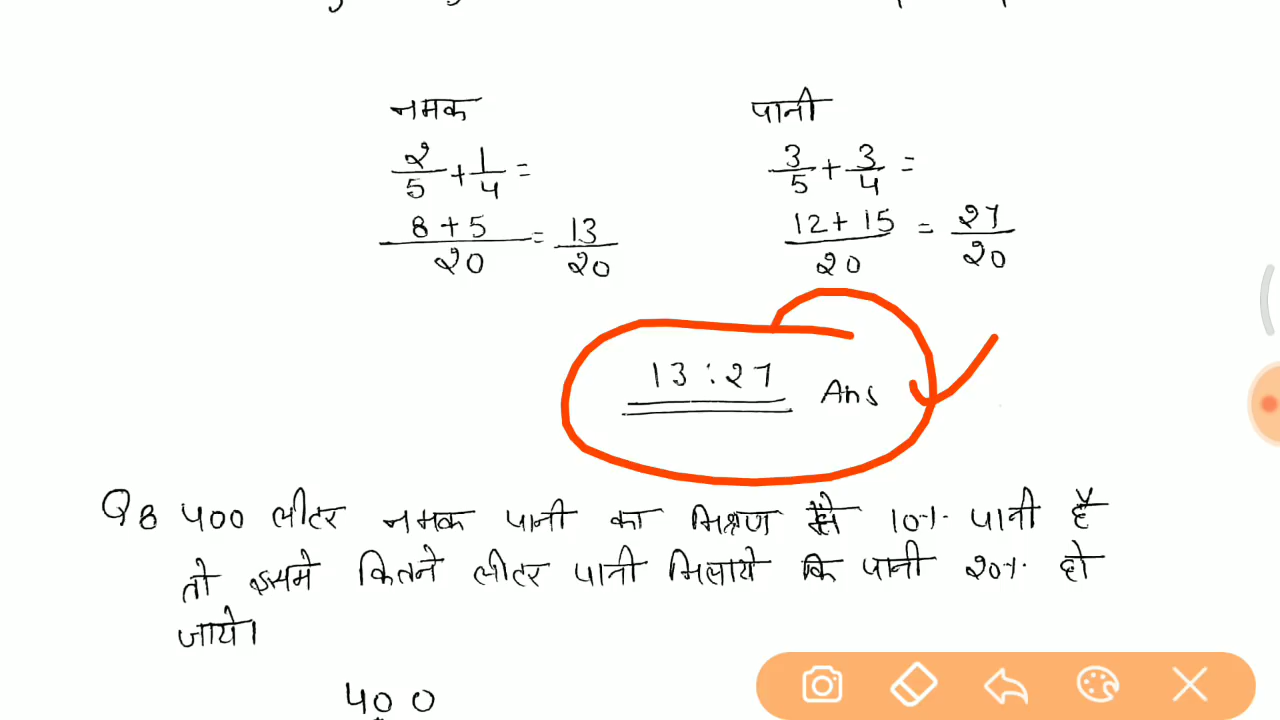 नमक पानी
2/5 + 1/4 = 3/5 + 3/4 =
8 + 5/20 = 13/20 12 + 15/20 = 27/20
13 : 27 Ans
Q8 400 लीटर नमक पानी का मिश्रण 10% पानी है
तो इसमे कितने लीटर पानी मिलाये कि पानी 20% हो
जाये।
400